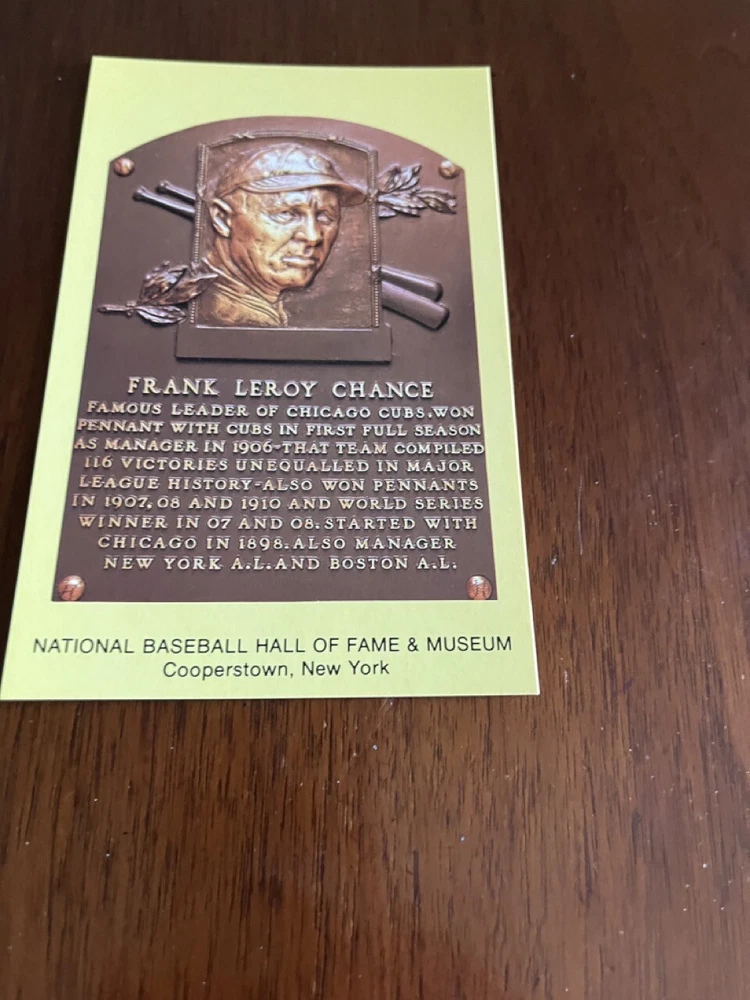 FRANK LEROY CHANCE
FAMOUS LEADER OF CHICAGO CUBS. WON
PENNANT WITH CUBS IN FIRST FULL SEASON
AS MANAGER IN 1906-THAT TEAM COMPILED
116 VICTORIES UNEQUALLED IN MAJOR
LEAGUE HISTORY-ALSO WON PENNANTS
IN 1907, 08 AND 1910 AND WORLD SERIES
WINNER IN 07 AND 08. STARTED WITH
CHICAGO IN 1898. ALSO MANAGER
NEW YORK A.L. AND BOSTON A.L.
NATIONAL BASEBALL HALL OF FAME & MUSEUM
Cooperstown, New York